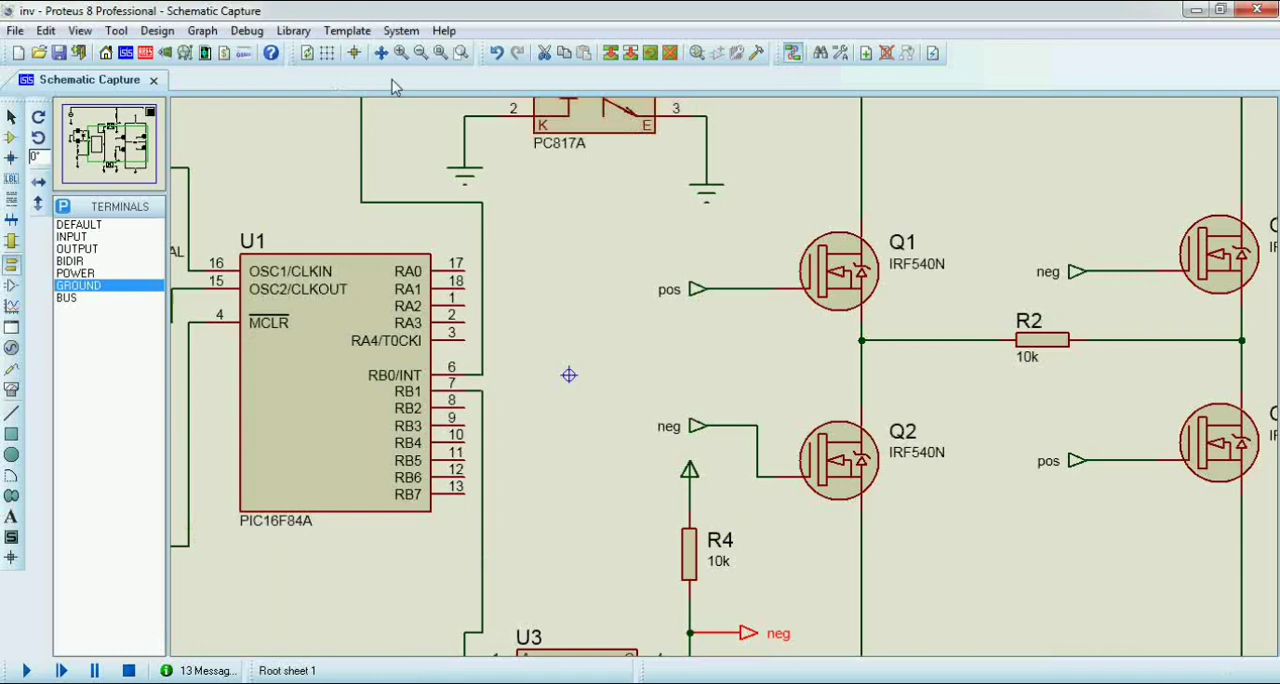 inv - Proteus 8 Professional - Schematic Capture
File Edit View Tool Design Graph Debug Library Template System Help
Schematic Capture
0°
TERMINALS
DEFAULT
INPUT
OUTPUT
BIDIR
POWER
GROUND
BUS
2 K E 3
PC817A
U1
16 OSC1/CLKIN RA0 17
15 OSC2/CLKOUT RA1 18
RA2 1
4 MCLR RA3 2
RA4/T0CKI 3
RB0/INT 6
RB1 7
RB2 8
RB3 9
RB4 10
RB5 11
RB6 12
RB7 13
PIC16F84A
Q1
IRF540N
pos
neg
R2
10k
neg
Q2
IRF540N
pos
R4
10k
neg
U3
13 Messag...
Root sheet 1